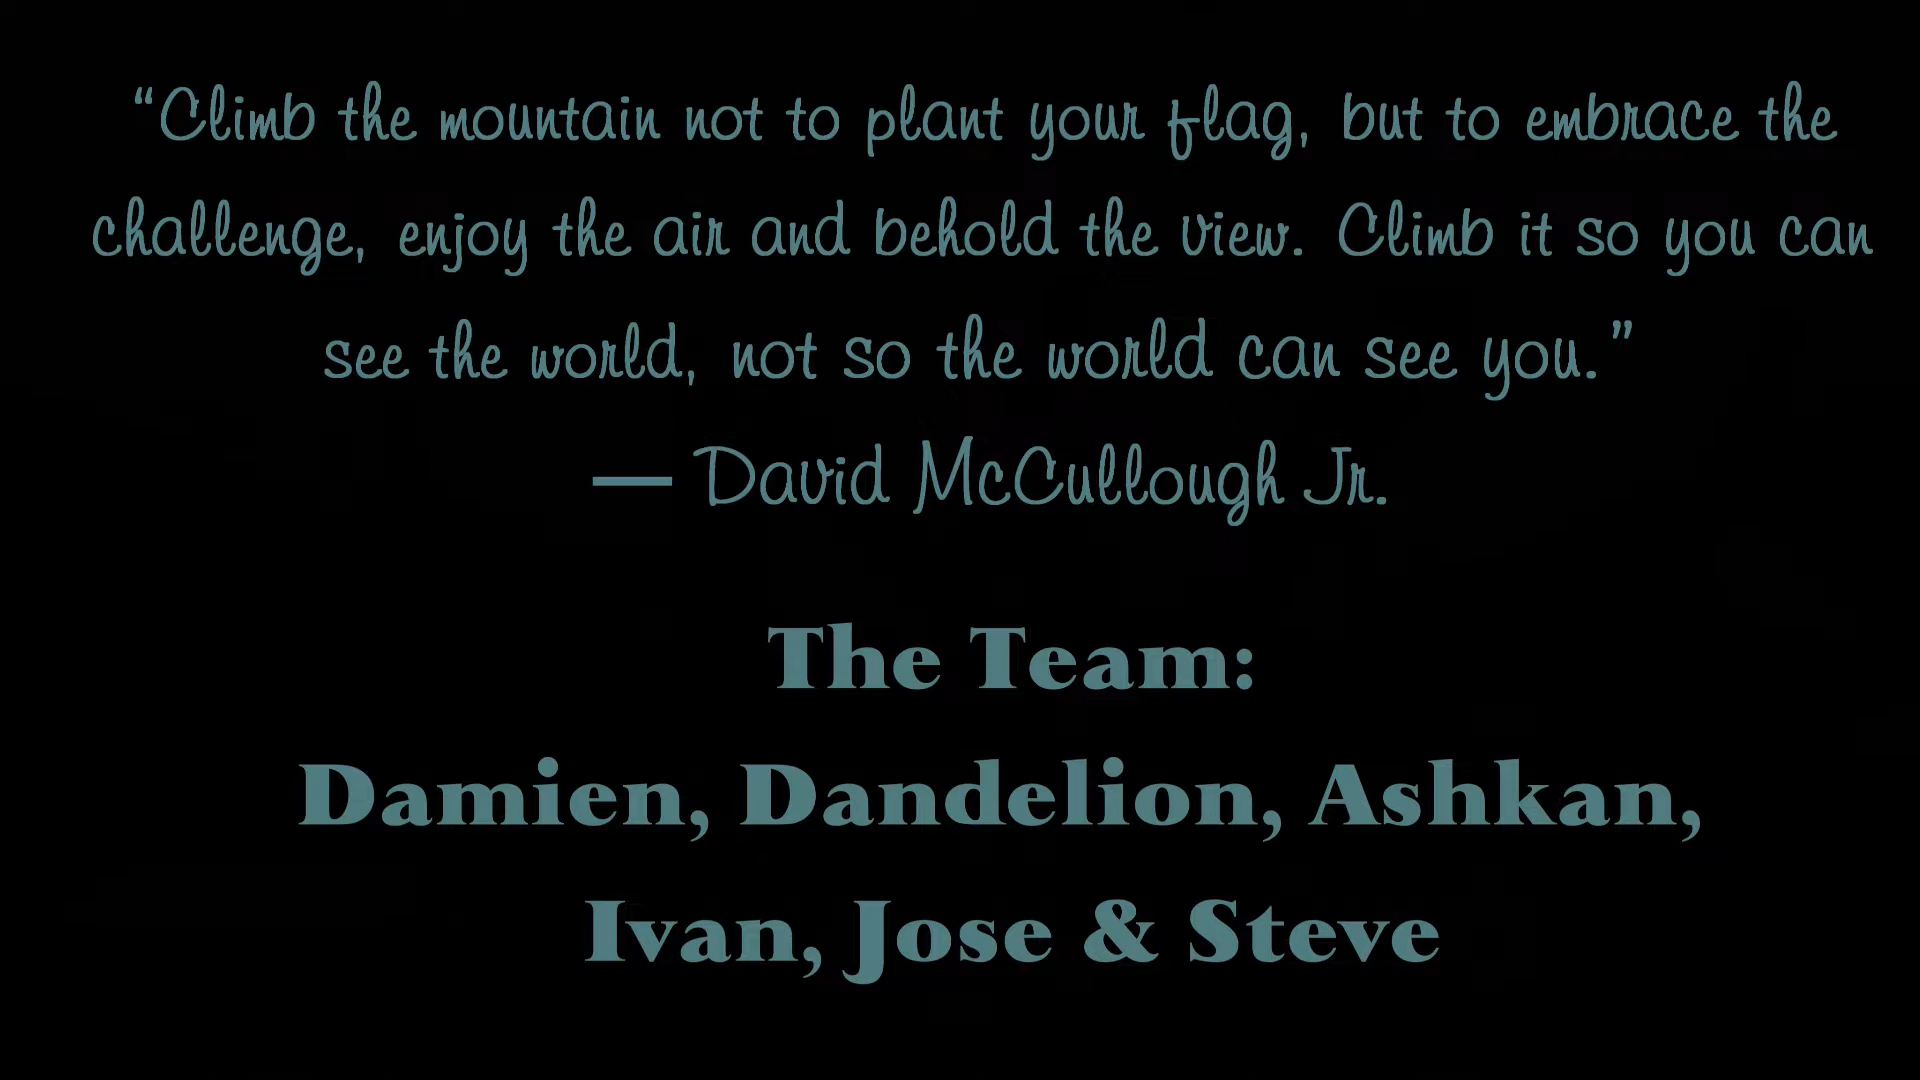 “Climb the mountain not to plant your flag, but to embrace the
challenge, enjoy the air and behold the view. Climb it so you can
see the world, not so the world can see you.”
— David McCullough Jr.
The Team:
Damien, Dandelion, Ashkan,
Ivan, Jose & Steve